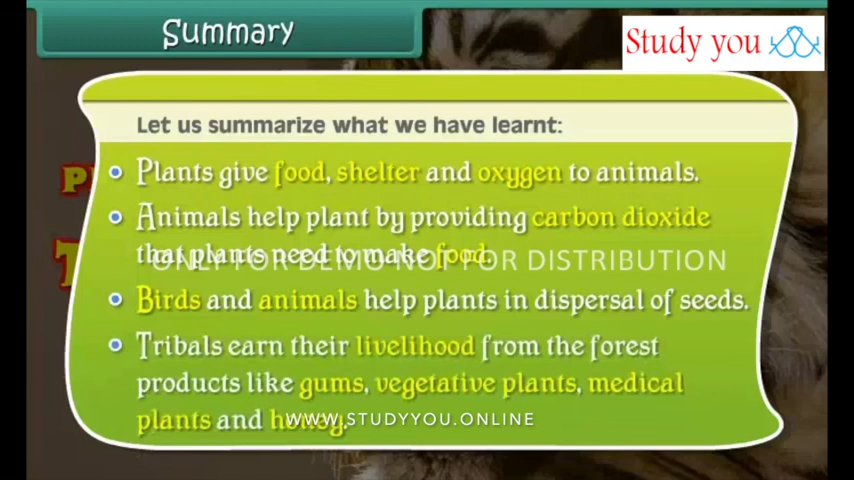 Summary
Study you
Let us summarize what we have learnt:
Plants give food, shelter and oxygen to animals.
Animals help plant by providing carbon dioxide
that plants need to make food.
ONLY FOR DEMO NOT FOR DISTRIBUTION
Birds and animals help plants in dispersal of seeds.
Tribals earn their livelihood from the forest
products like gums, vegetative plants, medical
plants and honey.
WWW.STUDYYOU.ONLINE